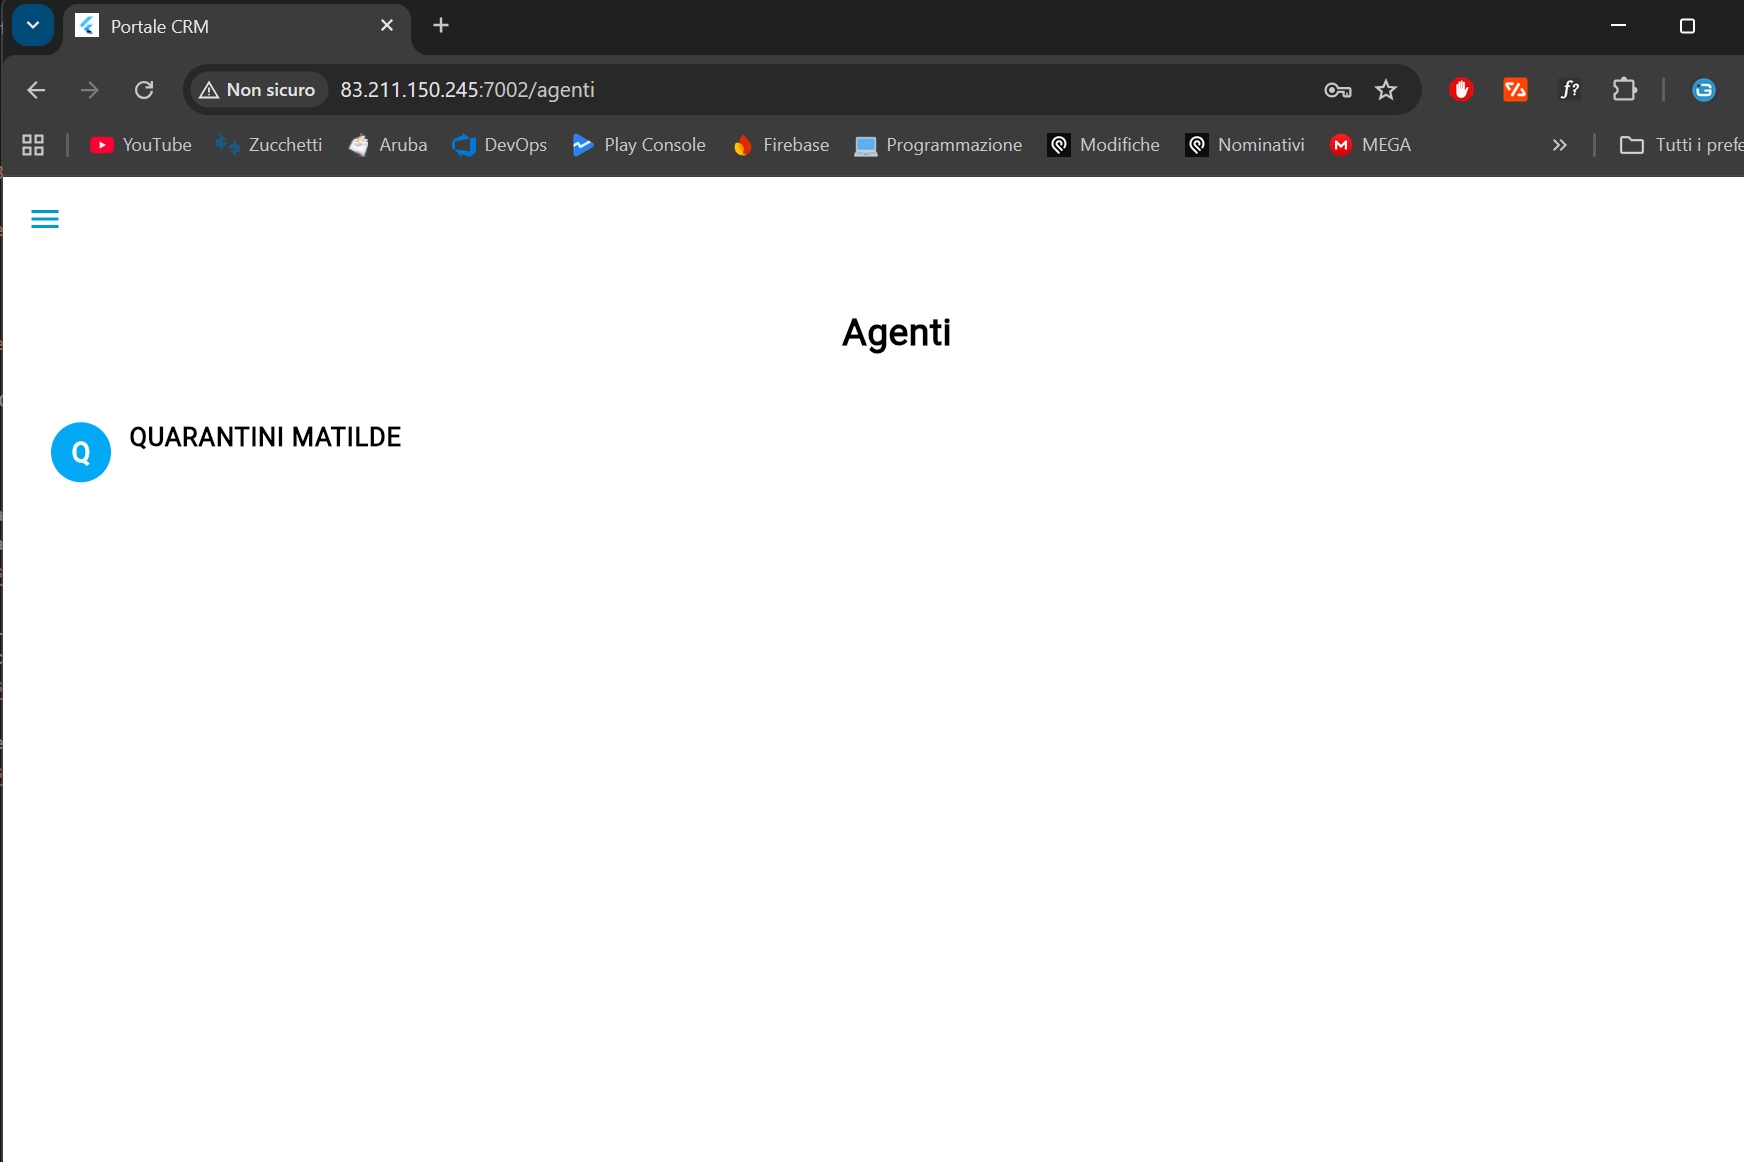 Portale CRM
Non sicuro 83.211.150.245:7002/agenti
f?
YouTube Zucchetti Aruba DevOps Play Console Firebase Programmazione Modifiche Nominativi MEGA Tutti i prefe
Agenti
Q QUARANTINI MATILDE